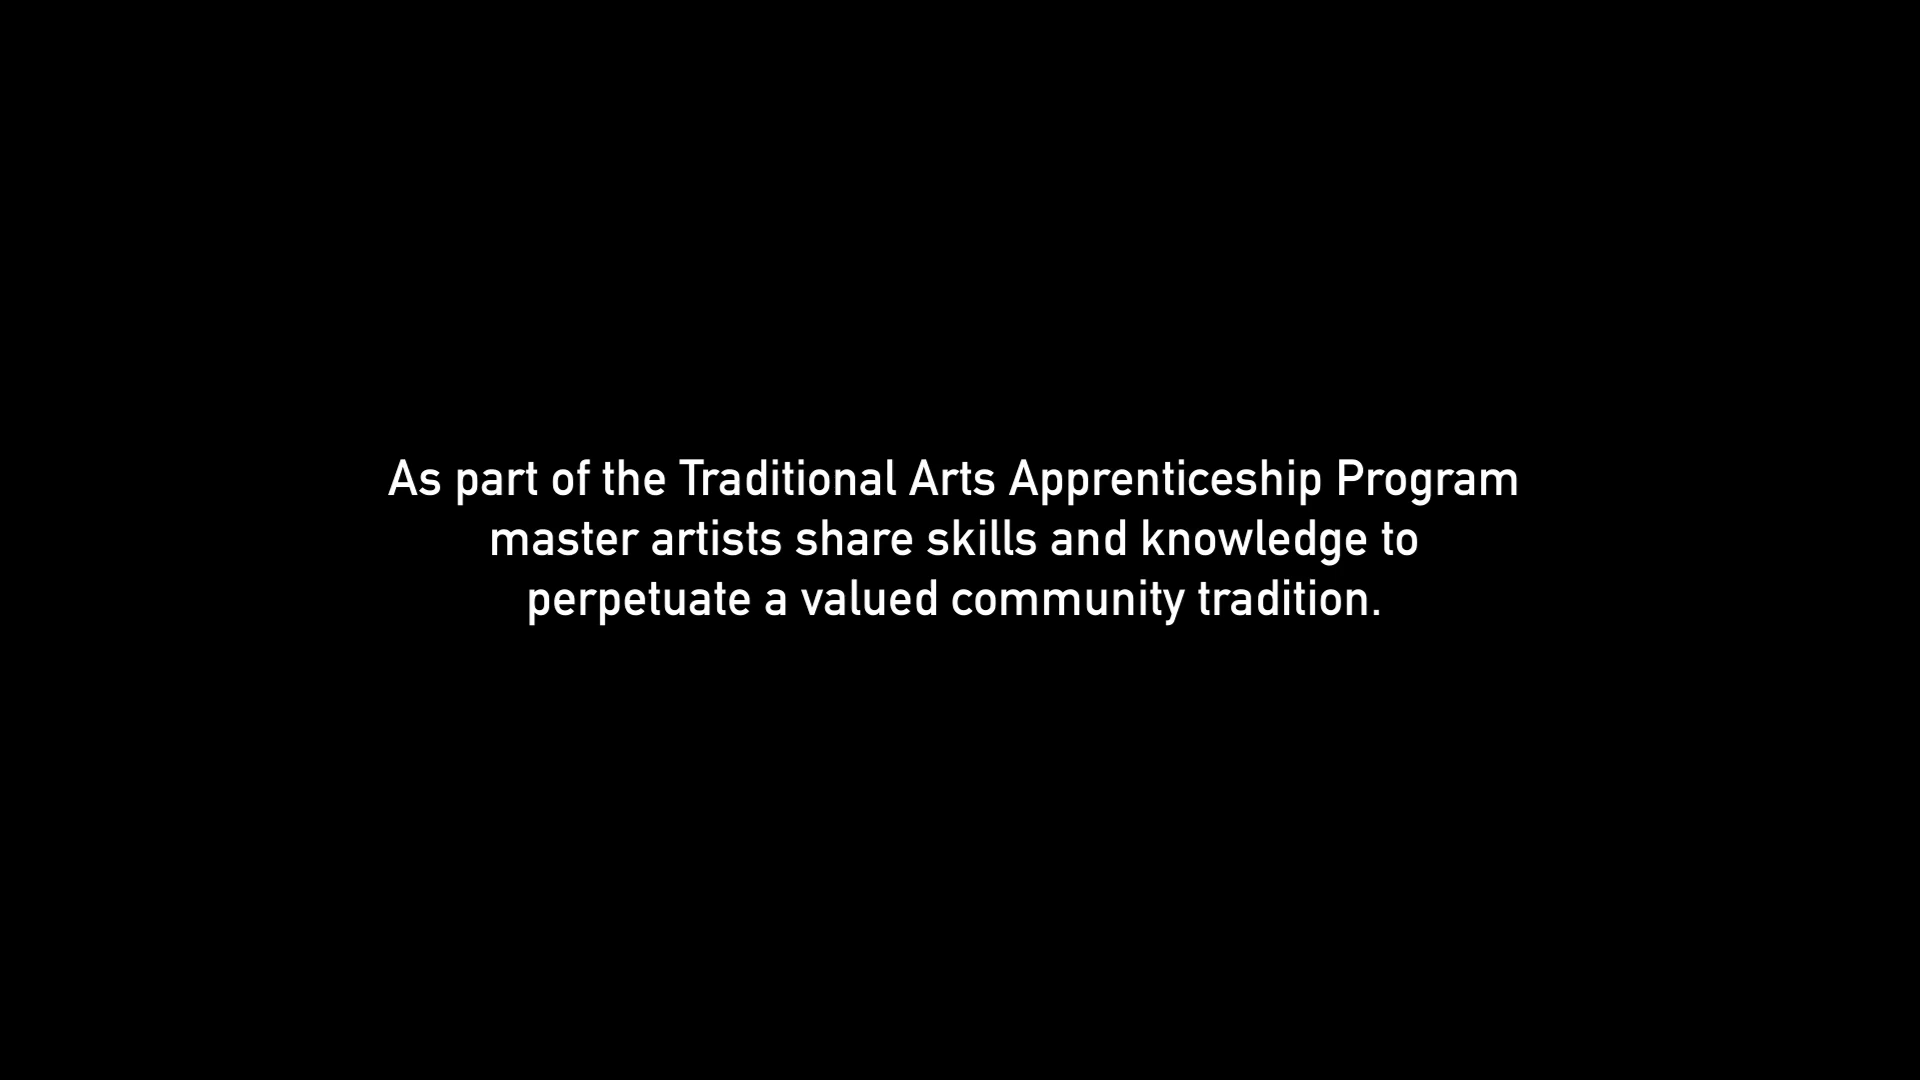 As part of the Traditional Arts Apprenticeship Program
master artists share skills and knowledge to
perpetuate a valued community tradition.